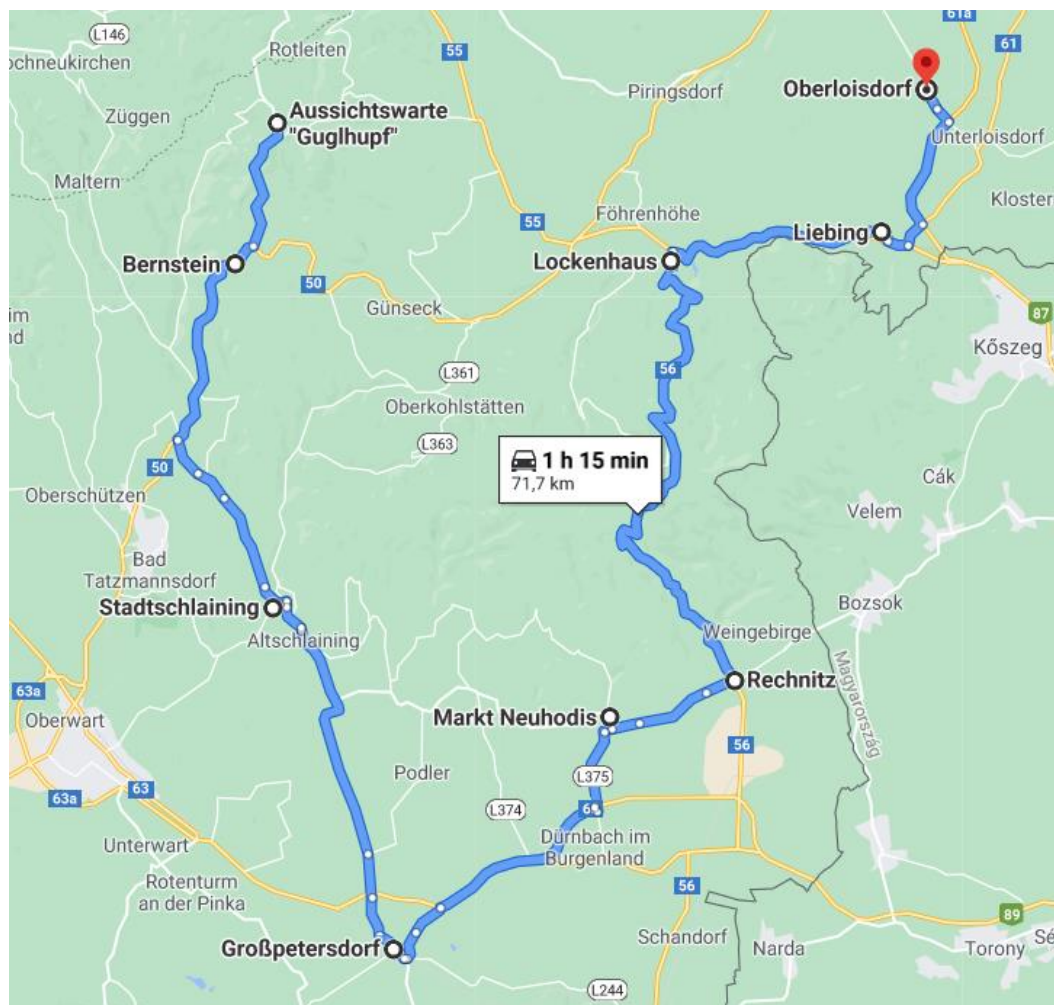 L146
Rotleiten
61a
55
61
ochneukirchen
Oberloisdorf
Piringsdorf
Züggen
Aussichtswarte
"Guglhupf"
Unterloisdorf
Maltern
Kloster
Föhrenhöhe
55
Liebing
Bernstein
Lockenhaus
50
Günseck
im
nd
87
Kőszeg
L361
56
Oberkohlstätten
L363
1 h 15 min
71,7 km
50
Cák
Oberschützen
Velem
Bad
Tatzmannsdorf
Bozsok
Stadtschlaining
Altschlaining
Weingebirge
Magyarország
Rechnitz
63a
Oberwart
Markt Neuhodis
56
Podler
L375
63
63a
L374
Dürnbach im
Burgenland
Unterwart
Rotenturm
an der Pinka
56
89
Großpetersdorf
Schandorf
Narda
Torony
Sé
L244